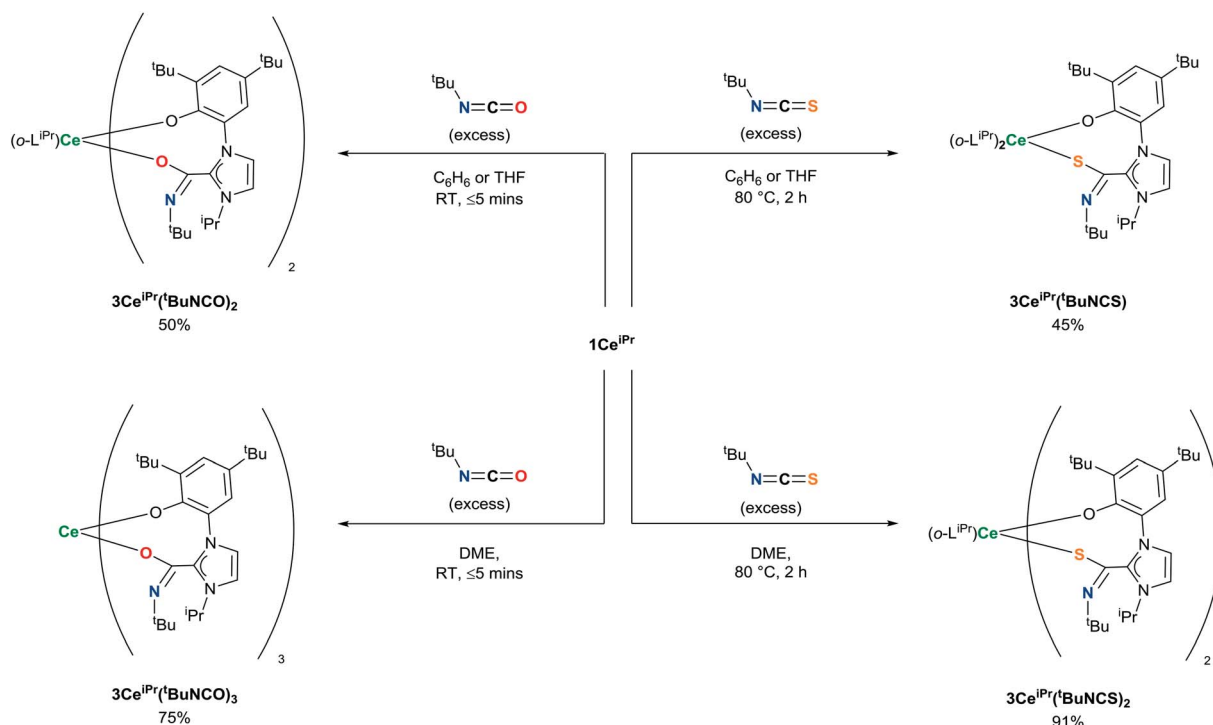 tBu
tBu
O
(o-LiPr)Ce
O
N
N
N
tBu
iPr
2
3CeiPr(tBuNCO)2
50%
tBu
N=C=O
(excess)
C6H6 or THF
RT, ≤5 mins
tBu
N=C=S
(excess)
C6H6 or THF
80 °C, 2 h
tBu
tBu
O
(o-LiPr)2Ce
S
N
N
N
tBu
iPr
3CeiPr(tBuNCS)
45%
1CeiPr
tBu
tBu
O
Ce
O
N
N
N
tBu
iPr
3
3CeiPr(tBuNCO)3
75%
tBu
N=C=O
(excess)
DME,
RT, ≤5 mins
tBu
N=C=S
(excess)
DME,
80 °C, 2 h
tBu
tBu
O
(o-LiPr)Ce
S
N
N
N
tBu
iPr
2
3CeiPr(tBuNCS)2
91%